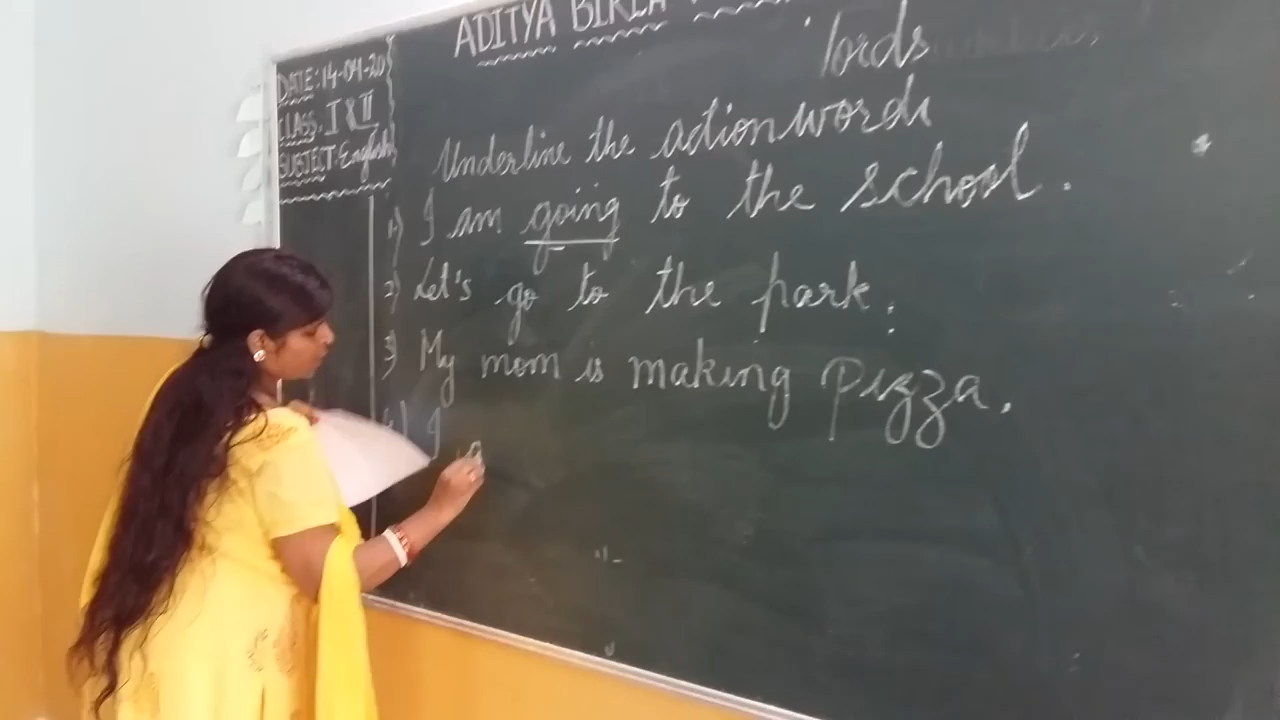 ADITYA BIRLA
DATE: 14-04-20
CLASS. I & II
SUBJECT-English
lords
Underline the action words
1) I am going to the school.
2) Let's go to the park.
3) My mom is making Pizza.
4) I